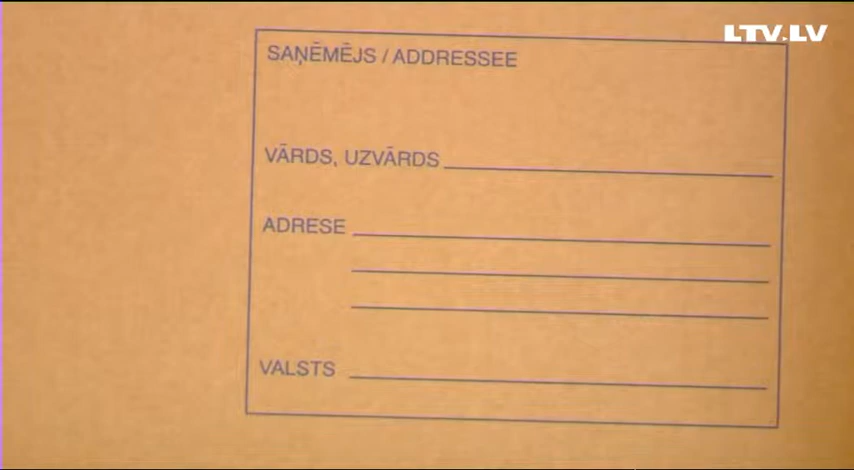 LTV.LV
SAŅĒMĒJS / ADDRESSEE
VĀRDS, UZVĀRDS
ADRESE
VALSTS